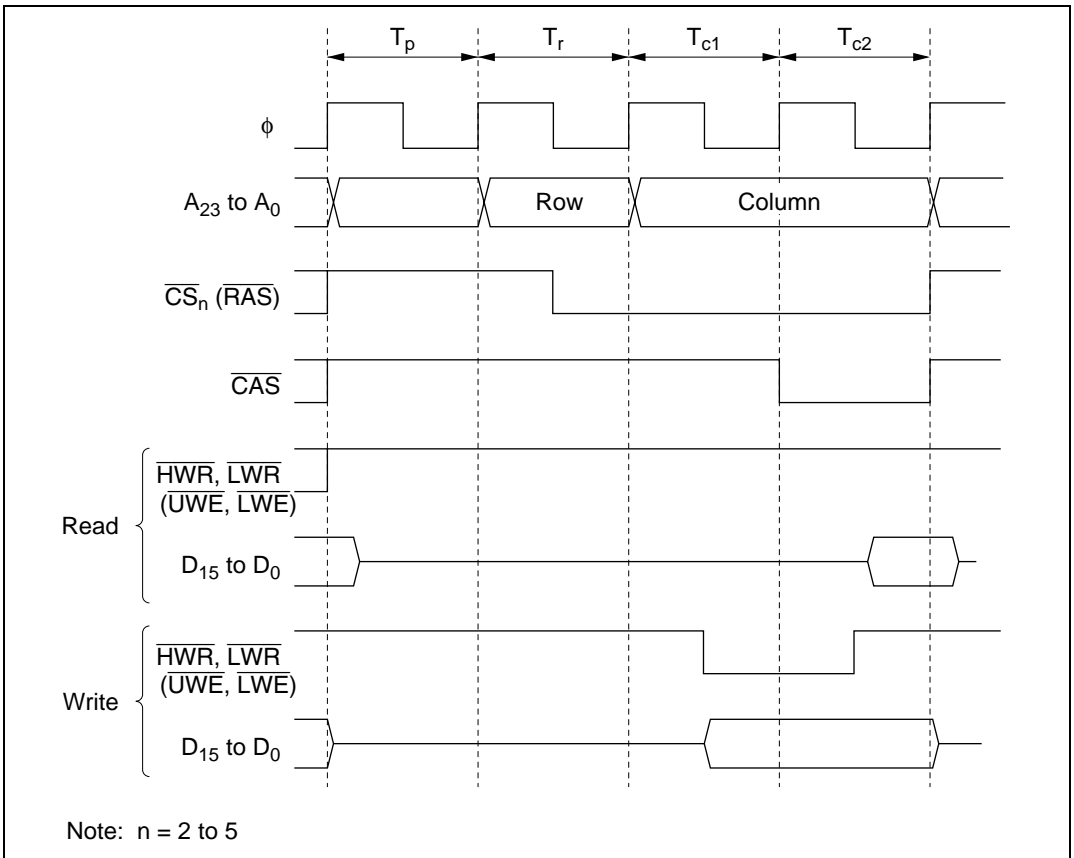 Tp Tr Tc1 Tc2
φ
A23 to A0 Row Column
CSn (RAS)
CAS
Read
HWR, LWR
(UWE, LWE)
D15 to D0
Write
HWR, LWR
(UWE, LWE)
D15 to D0
Note: n = 2 to 5